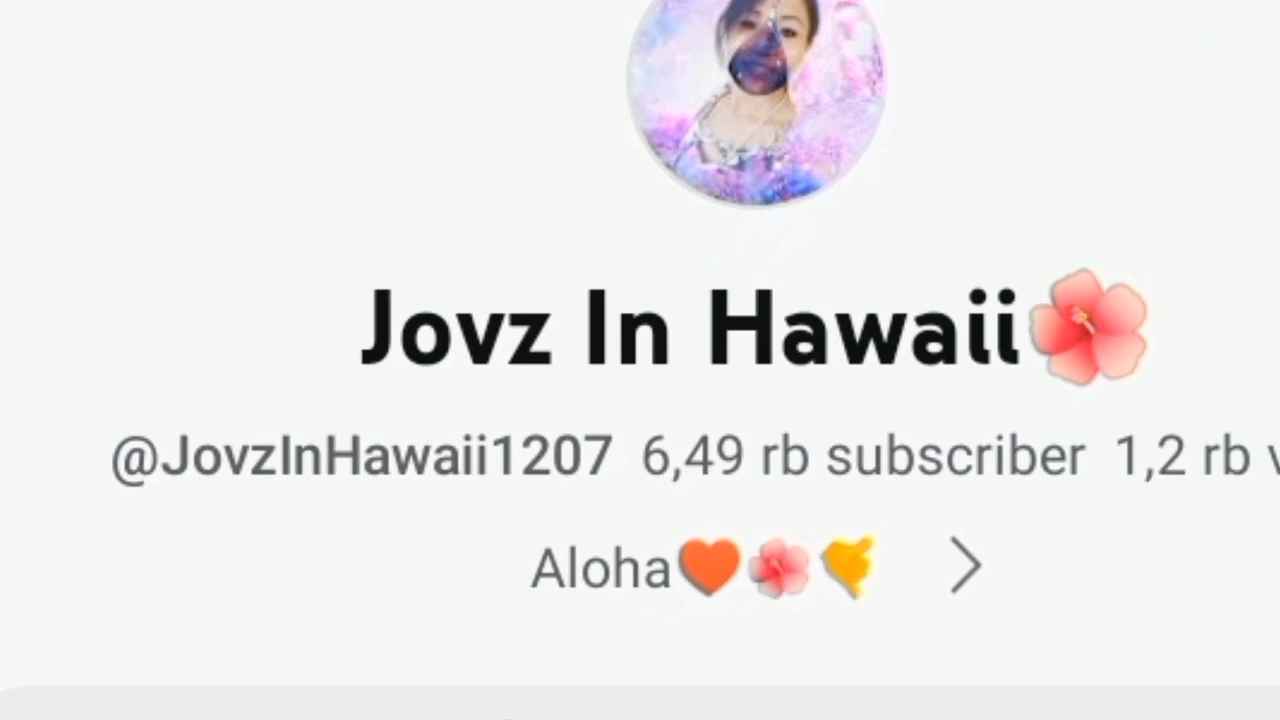 Jovz In Hawaii🌺
@JovzInHawaii1207 6,49 rb subscriber 1,2 rb
Aloha🧡🌺🤙